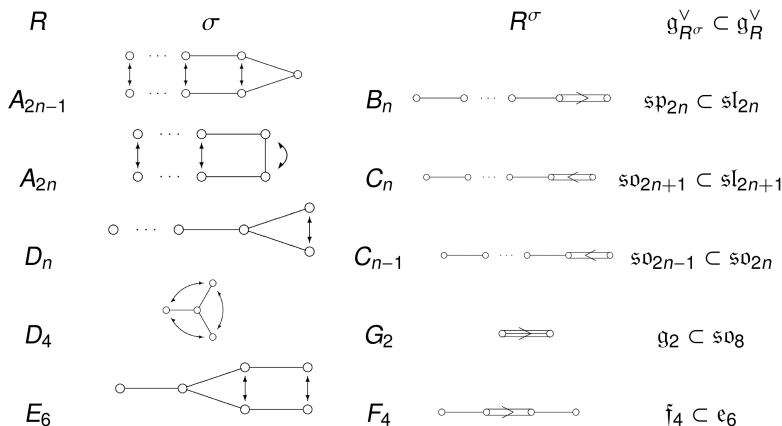 R σ R^σ 𝔤^∨_{R^σ} ⊂ 𝔤^∨_R
A_{2n−1} ··· B_n ··· 𝔰𝔭_{2n} ⊂ 𝔰𝔩_{2n}
A_{2n} ··· C_n ··· 𝔰𝔬_{2n+1} ⊂ 𝔰𝔩_{2n+1}
D_n ··· C_{n−1} ··· 𝔰𝔬_{2n−1} ⊂ 𝔰𝔬_{2n}
D_4 G_2 𝔤_2 ⊂ 𝔰𝔬_8
E_6 F_4 𝔣_4 ⊂ 𝔢_6